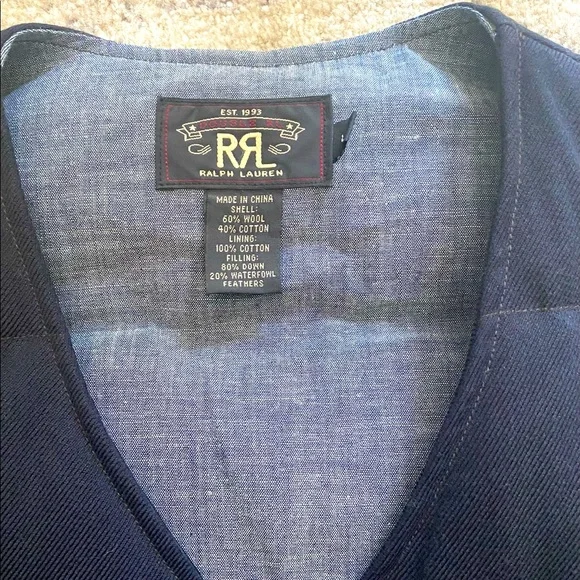 EST. 1993
RRL
RALPH LAUREN
MADE IN CHINA
SHELL:
60% WOOL
40% COTTON
LINING:
100% COTTON
FILLING:
80% DOWN
20% WATERFOWL
FEATHERS